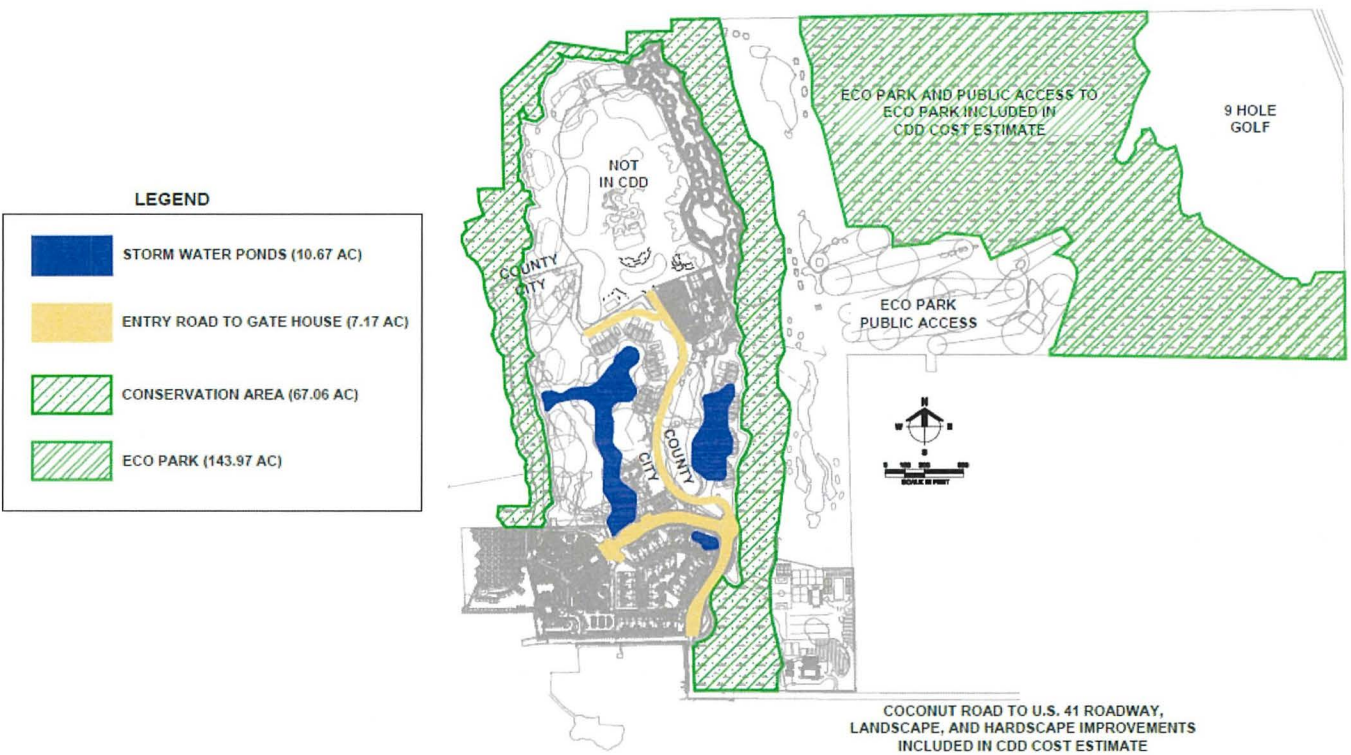 LEGEND
STORM WATER PONDS (10.67 AC)
ENTRY ROAD TO GATE HOUSE (7.17 AC)
CONSERVATION AREA (67.06 AC)
ECO PARK (143.97 AC)
ECO PARK AND PUBLIC ACCESS TO
ECO PARK INCLUDED IN
CDD COST ESTIMATE
9 HOLE
GOLF
NOT
IN CDD
COUNTY
CITY
ECO PARK
PUBLIC ACCESS
COUNTY
CITY
N
W
S
SCALE IN FEET
COCONUT ROAD TO U.S. 41 ROADWAY,
LANDSCAPE, AND HARDSCAPE IMPROVEMENTS
INCLUDED IN CDD COST ESTIMATE